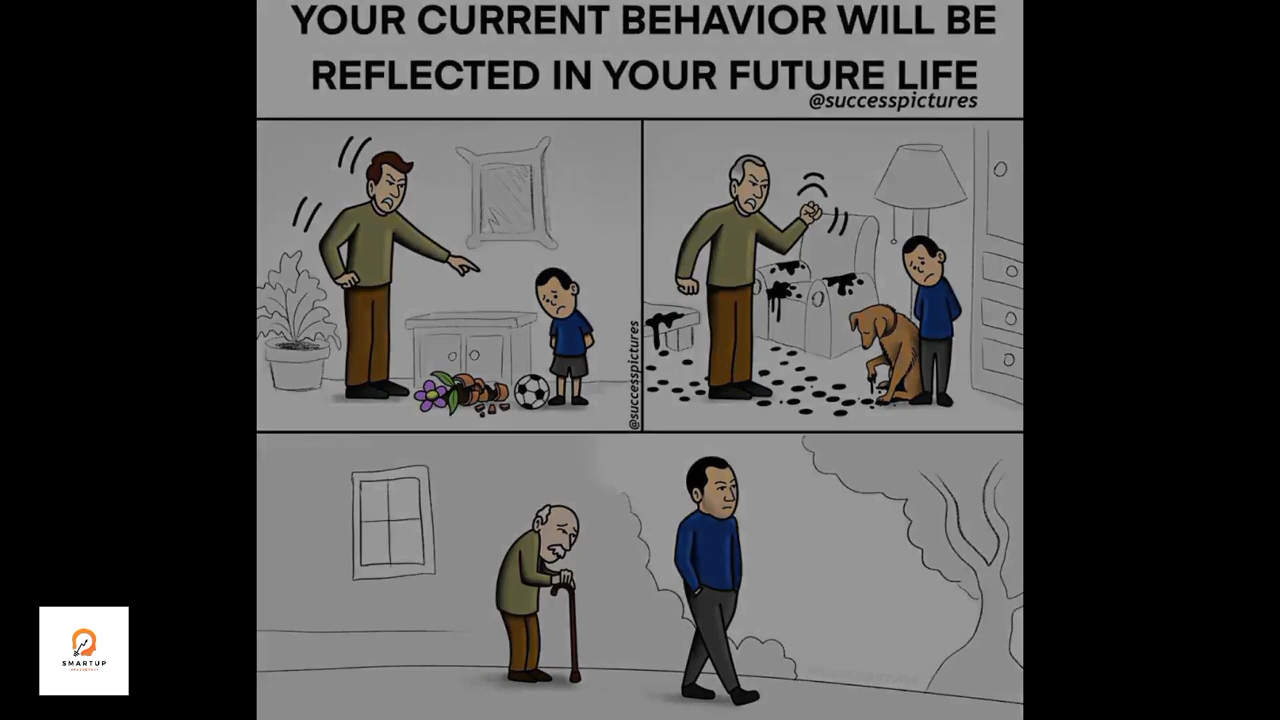 YOUR CURRENT BEHAVIOR WILL BE
REFLECTED IN YOUR FUTURE LIFE
@successpictures
@successpictures
SMARTUP